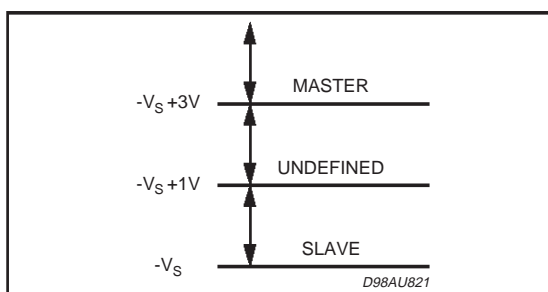 MASTER
-VS +3V
UNDEFINED
-VS +1V
SLAVE
-VS
D98AU821